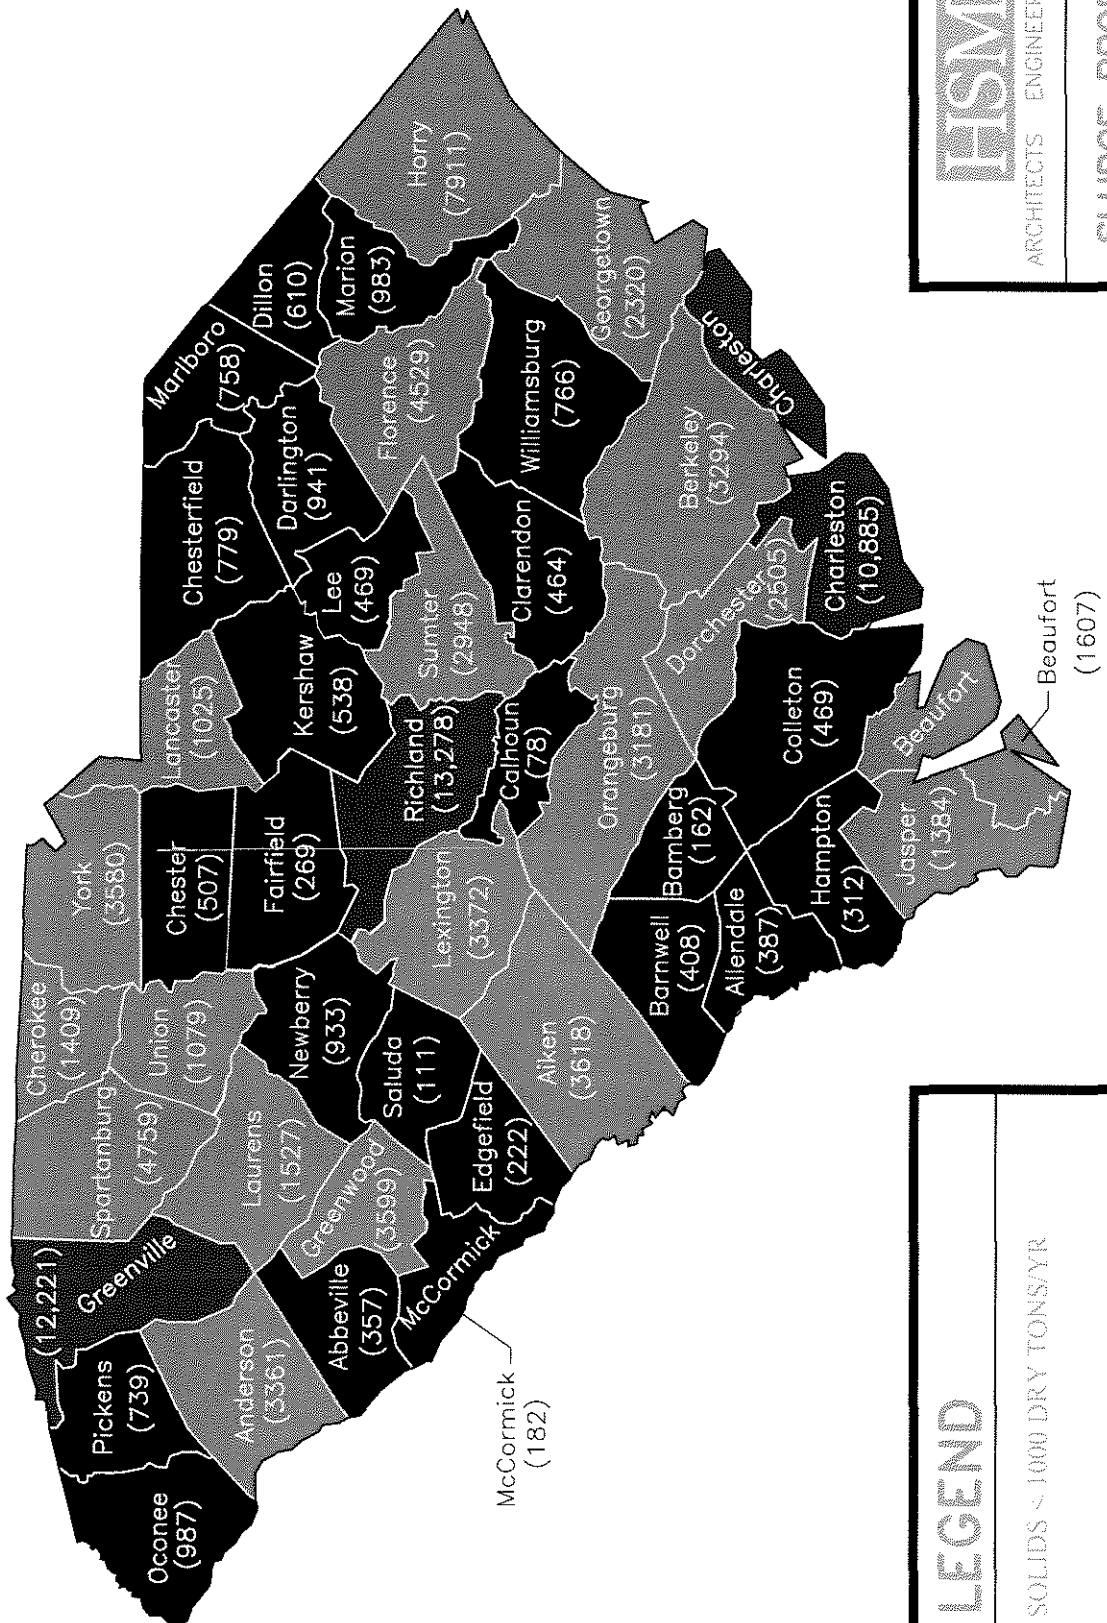 Oconee
(987)
Pickens
(739)
(12,221)
Greenville
Anderson
(3361)
Spartanburg
(4759)
Cherokee
(1409)
York
(3580)
Union
(1079)
Laurens
(1527)
Abbeville
(357)
Greenwood
(3599)
McCormick
McCormick
(182)
Edgefield
(222)
Saluda
(111)
Newberry
(933)
Chester
(507)
Fairfield
(269)
Lancaster
(1025)
Kershaw
(538)
Chesterfield
(779)
Marlboro
(758)
Darlington
(941)
Dillon
(610)
Marion
(983)
Horry
(7911)
Florence
(4529)
Lee
(469)
Sumter
(2948)
Richland
(13,278)
Lexington
(3372)
Calhoun
(78)
Clarendon
(464)
Williamsburg
(766)
Georgetown
(2320)
Aiken
(3618)
Orangeburg
(3181)
Berkeley
(3294)
Barnwell
(408)
Bamberg
(162)
Allendale
(387)
Dorchester
(2505)
Charleston
Charleston
(10,885)
Colleton
(469)
Hampton
(312)
Jasper
(1384)
Beaufort
Beaufort
(1607)
LEGEND
SOLIDS < 1000 DRY TONS/YR
HSM
ARCHITECTS ENGINEER